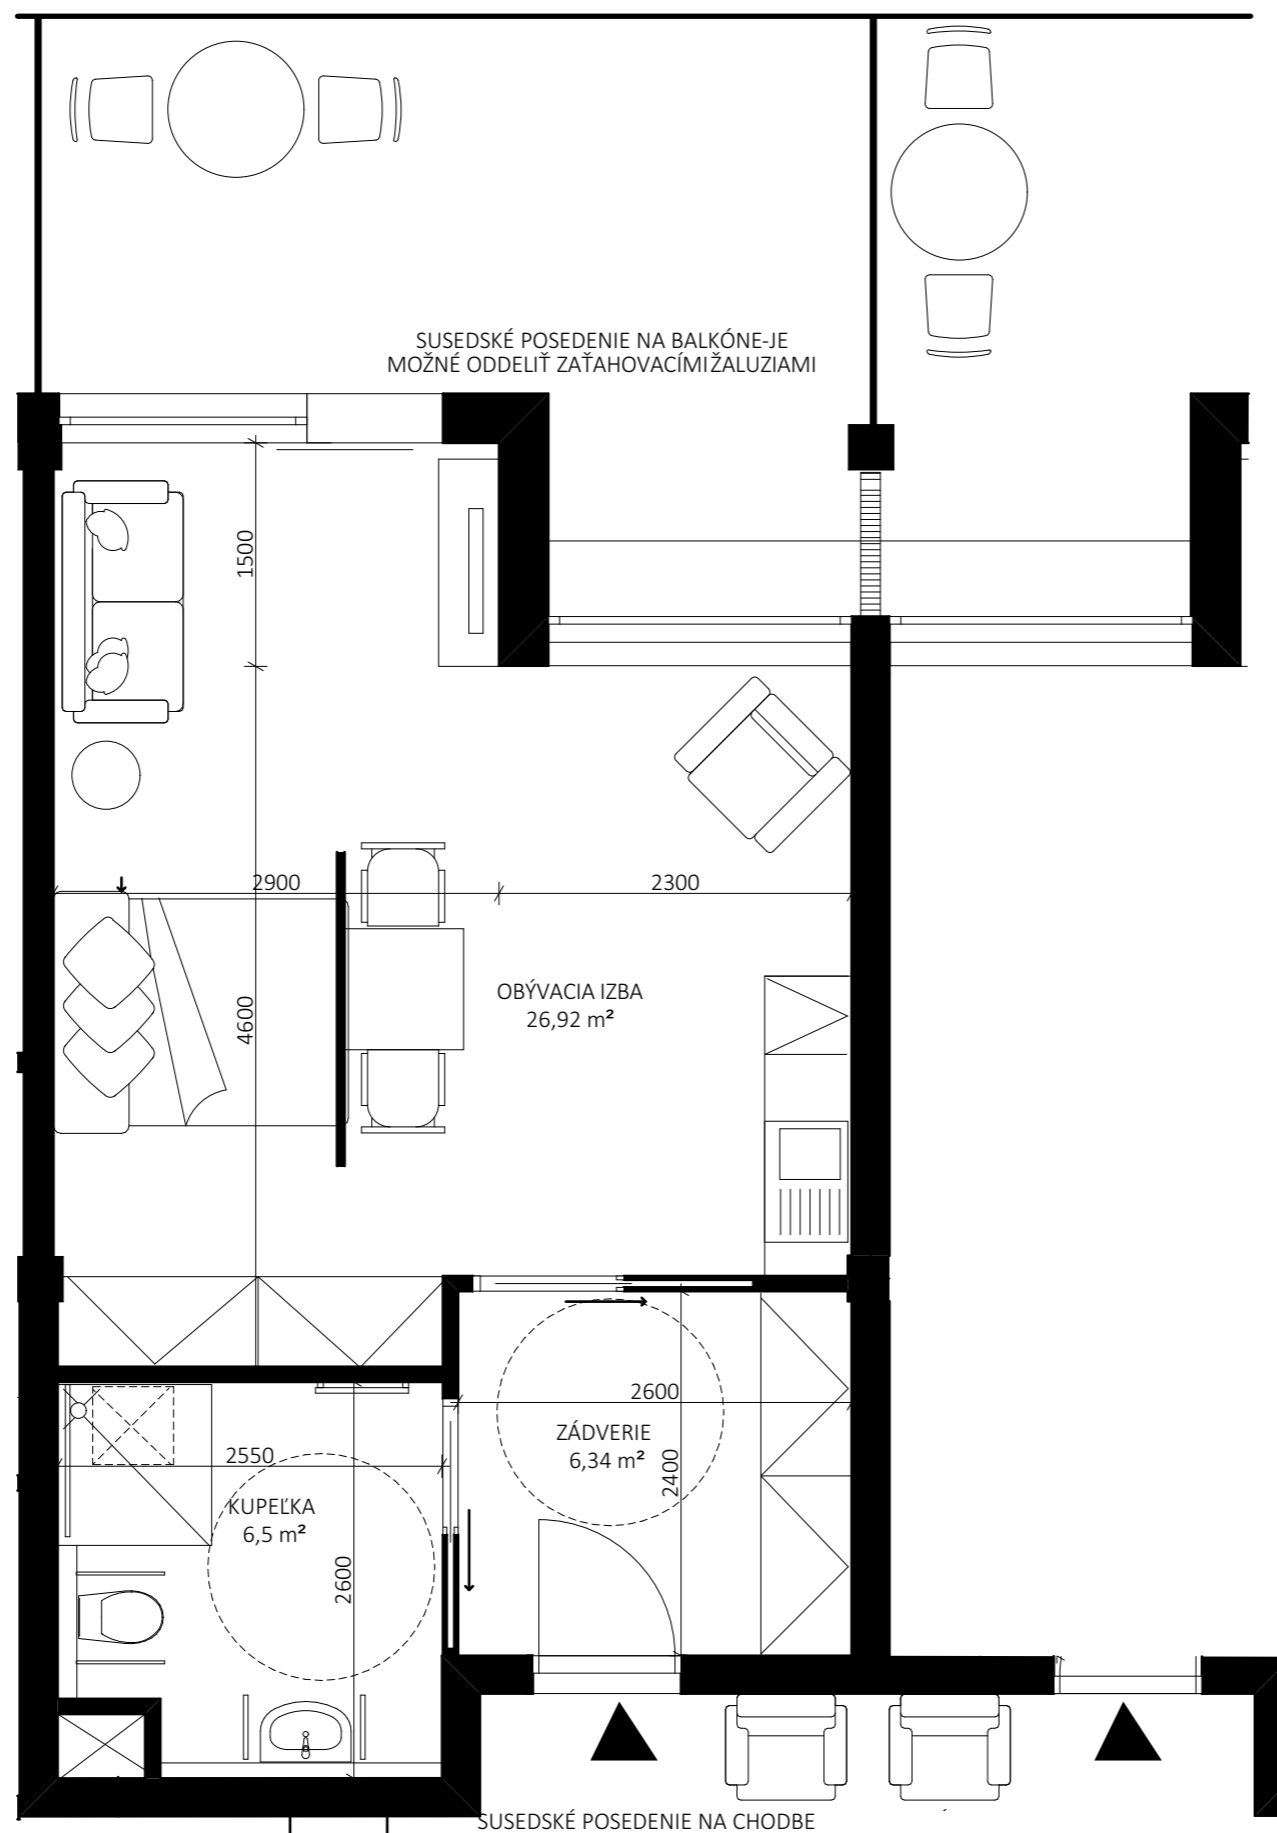 SUSEDSKÉ POSEDENIE NA BALKÓNE-JE
MOŽNÉ ODDELIŤ ZAŤAHOVACÍMI ŽALUZIAMI
1500
2900
2300
4600
OBÝVACIA IZBA
26,92 m²
2600
ZÁDVERIE
6,34 m²
2400
2550
KUPEĽKA
6,5 m²
2600
SUSEDSKÉ POSEDENIE NA CHODBE